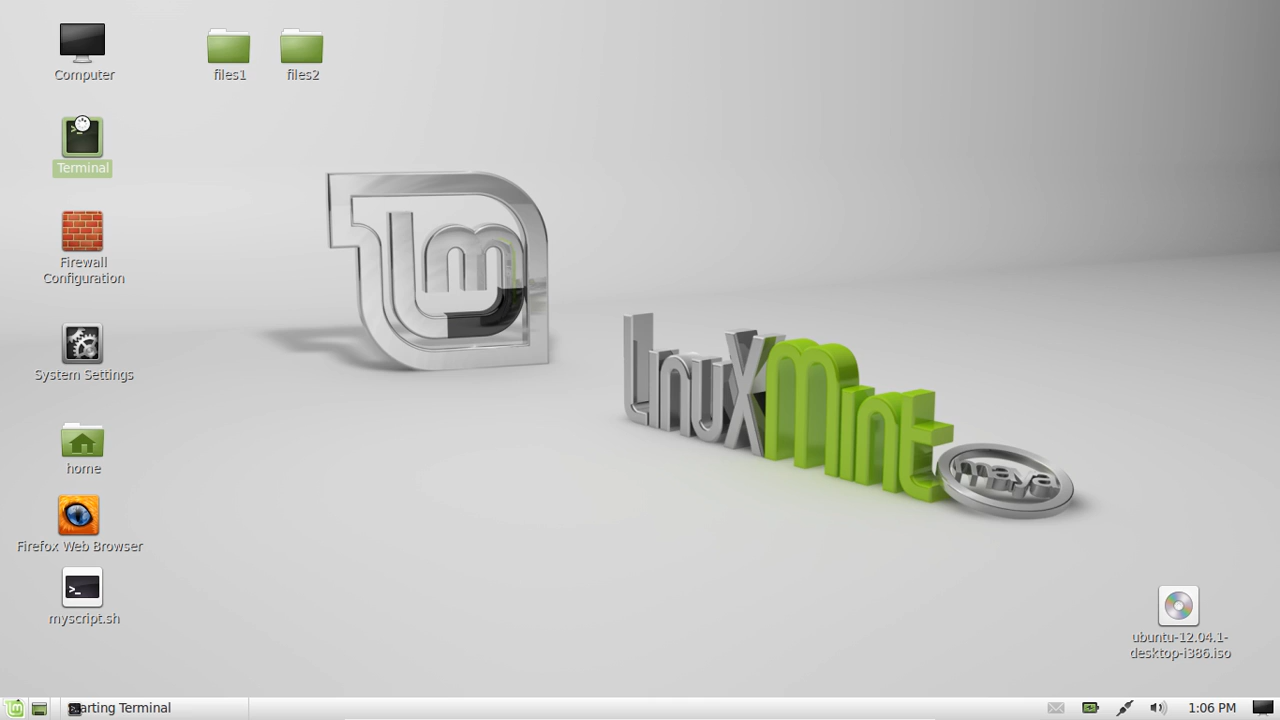 Computer
files1
files2
Terminal
Firewall
Configuration
System Settings
home
Firefox Web Browser
myscript.sh
LinuxMint
maya
ubuntu-12.04.1-
desktop-i386.iso
arting Terminal
1:06 PM